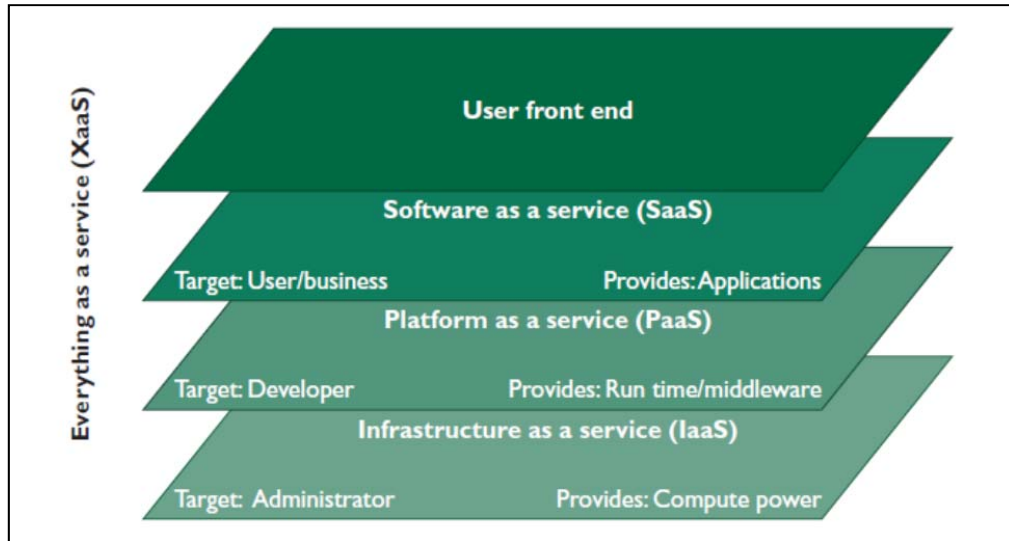 Everything as a service (XaaS)
User front end
Software as a service (SaaS)
Target: User/business Provides: Applications
Platform as a service (PaaS)
Target: Developer Provides: Run time/middleware
Infrastructure as a service (IaaS)
Target: Administrator Provides: Compute power